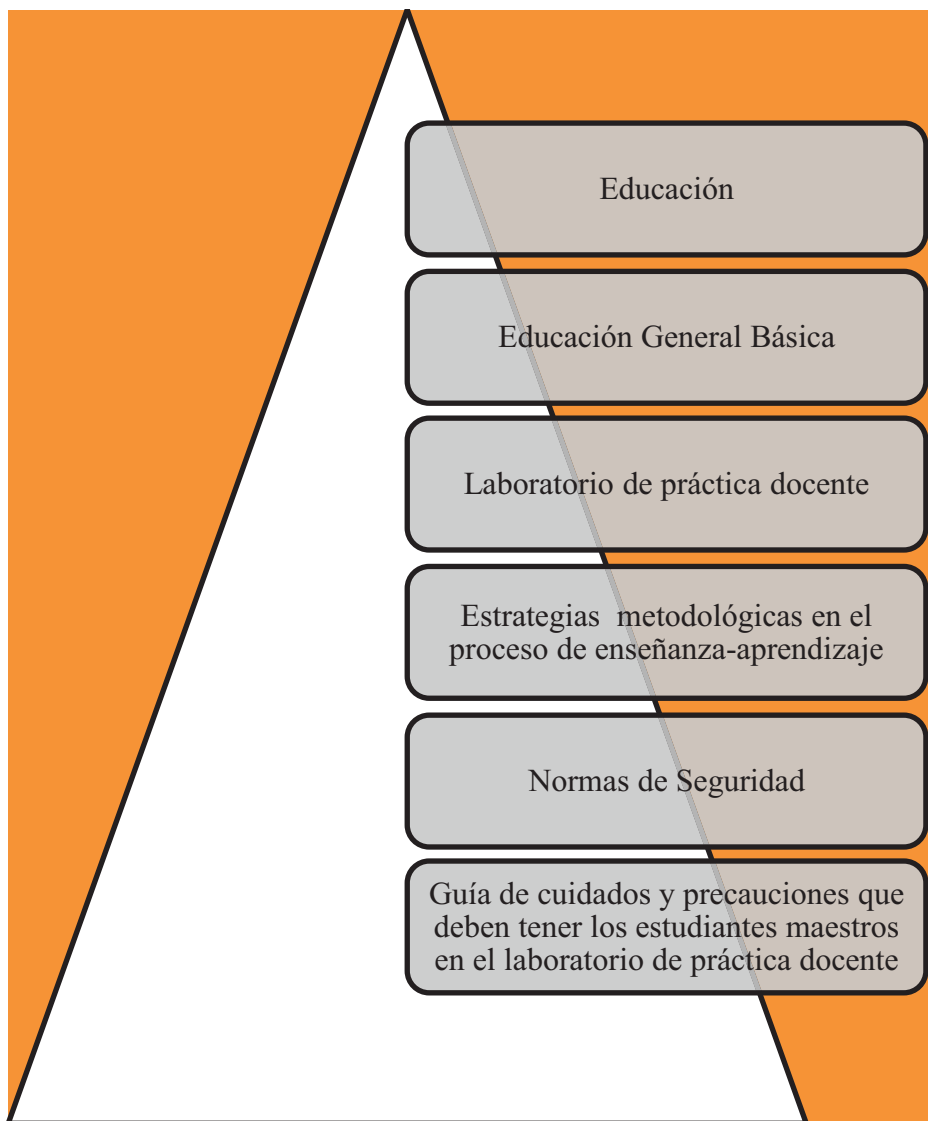 Educación
Educación General Básica
Laboratorio de práctica docente
Estrategias  metodológicas en el
proceso de enseñanza-aprendizaje
Normas de Seguridad
Guía de cuidados y precauciones que
deben tener los estudiantes maestros
en el laboratorio de práctica docente